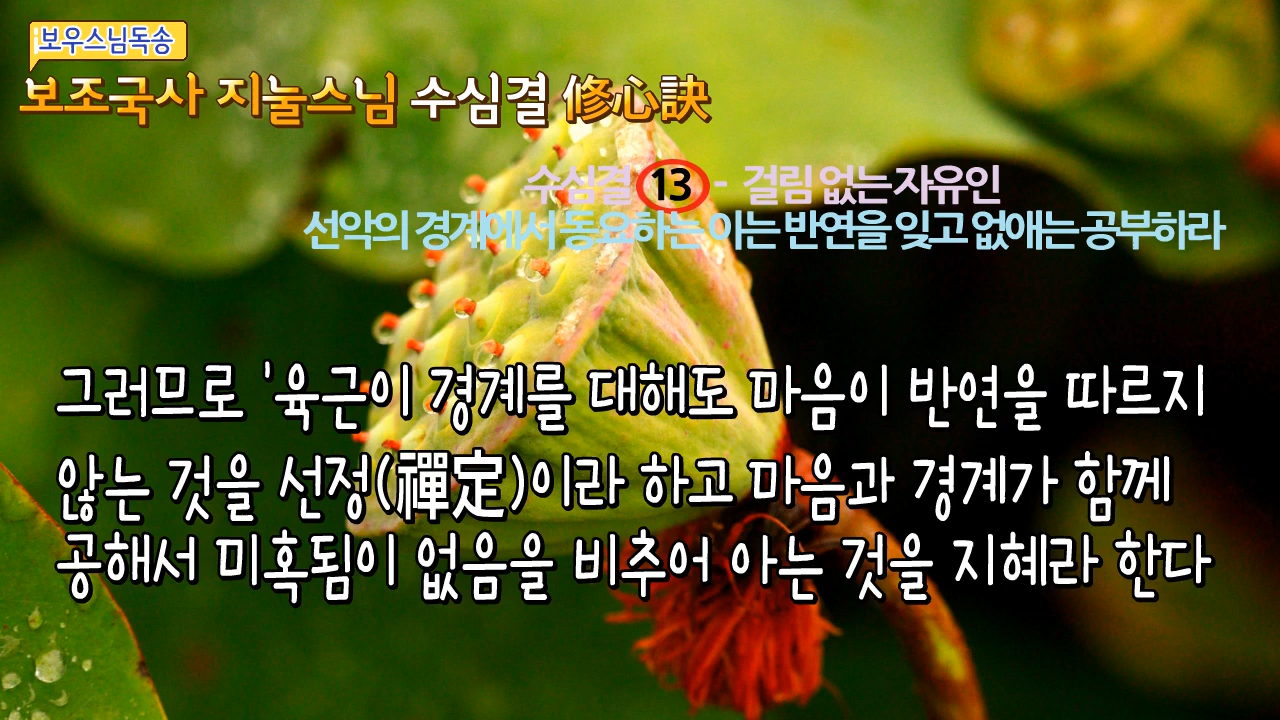 보우스님독송
보조국사 지눌스님 수심결 修心訣
수심결 13 - 걸림 없는 자유인
선악의 경계에서 동요하는 이는 반연을 잊고 없애는 공부하라
그러므로 '육근이 경계를 대해도 마음이 반연을 따르지
않는 것을 선정(禪定)이라 하고 마음과 경계가 함께
공해서 미혹됨이 없음을 비추어 아는 것을 지혜라 한다